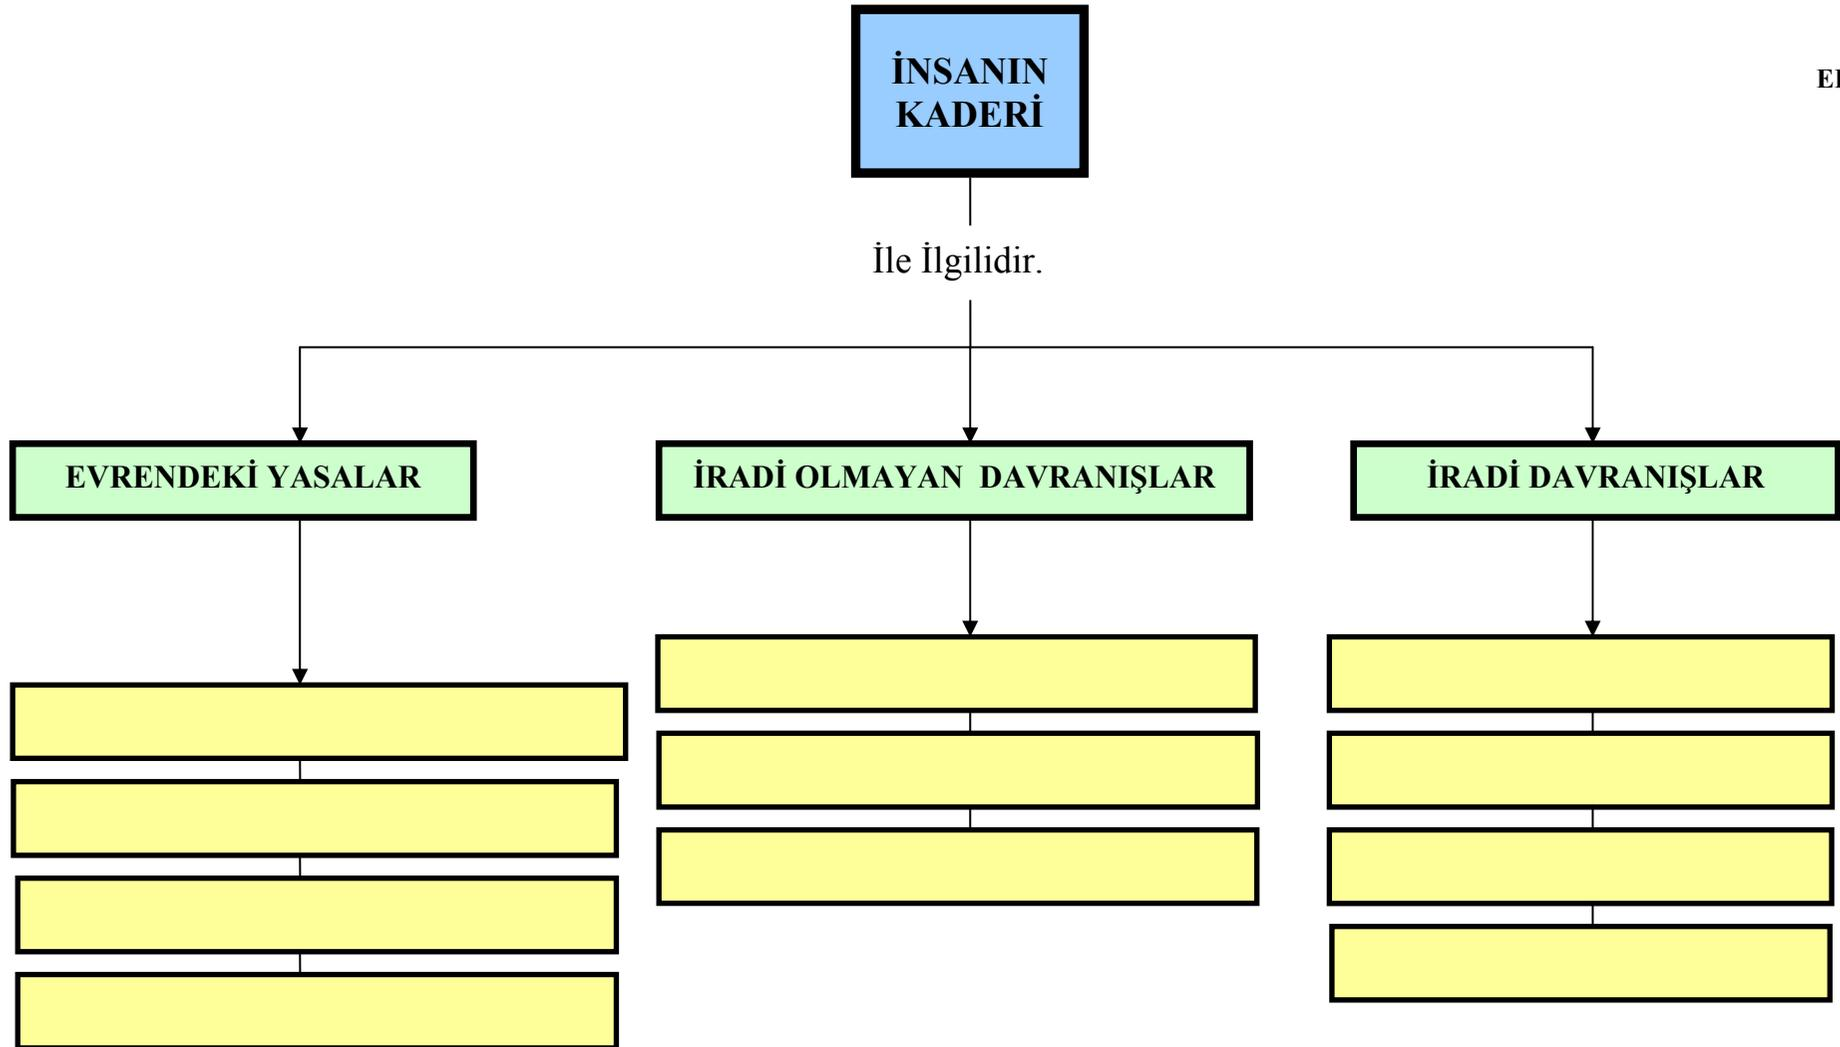 İNSANIN
KADERİ
İle İlgilidir.
EVRENDEKİ YASALAR
İRADİ OLMAYAN DAVRANIŞLAR
İRADİ DAVRANIŞLAR